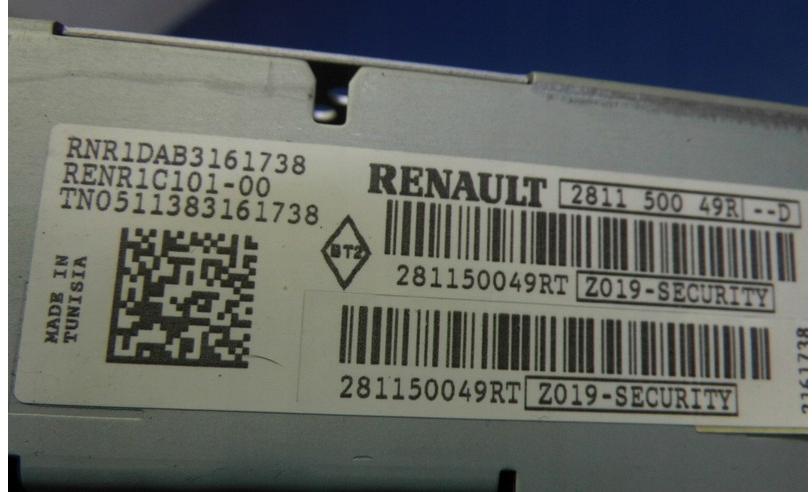 RNR1DAB3161738
RENR1C101-00
TN0511383161738
MADE IN
TUNISIA
BT2
RENAULT 2811 500 49R --D
281150049RT Z019-SECURITY
281150049RT Z019-SECURITY
3161738